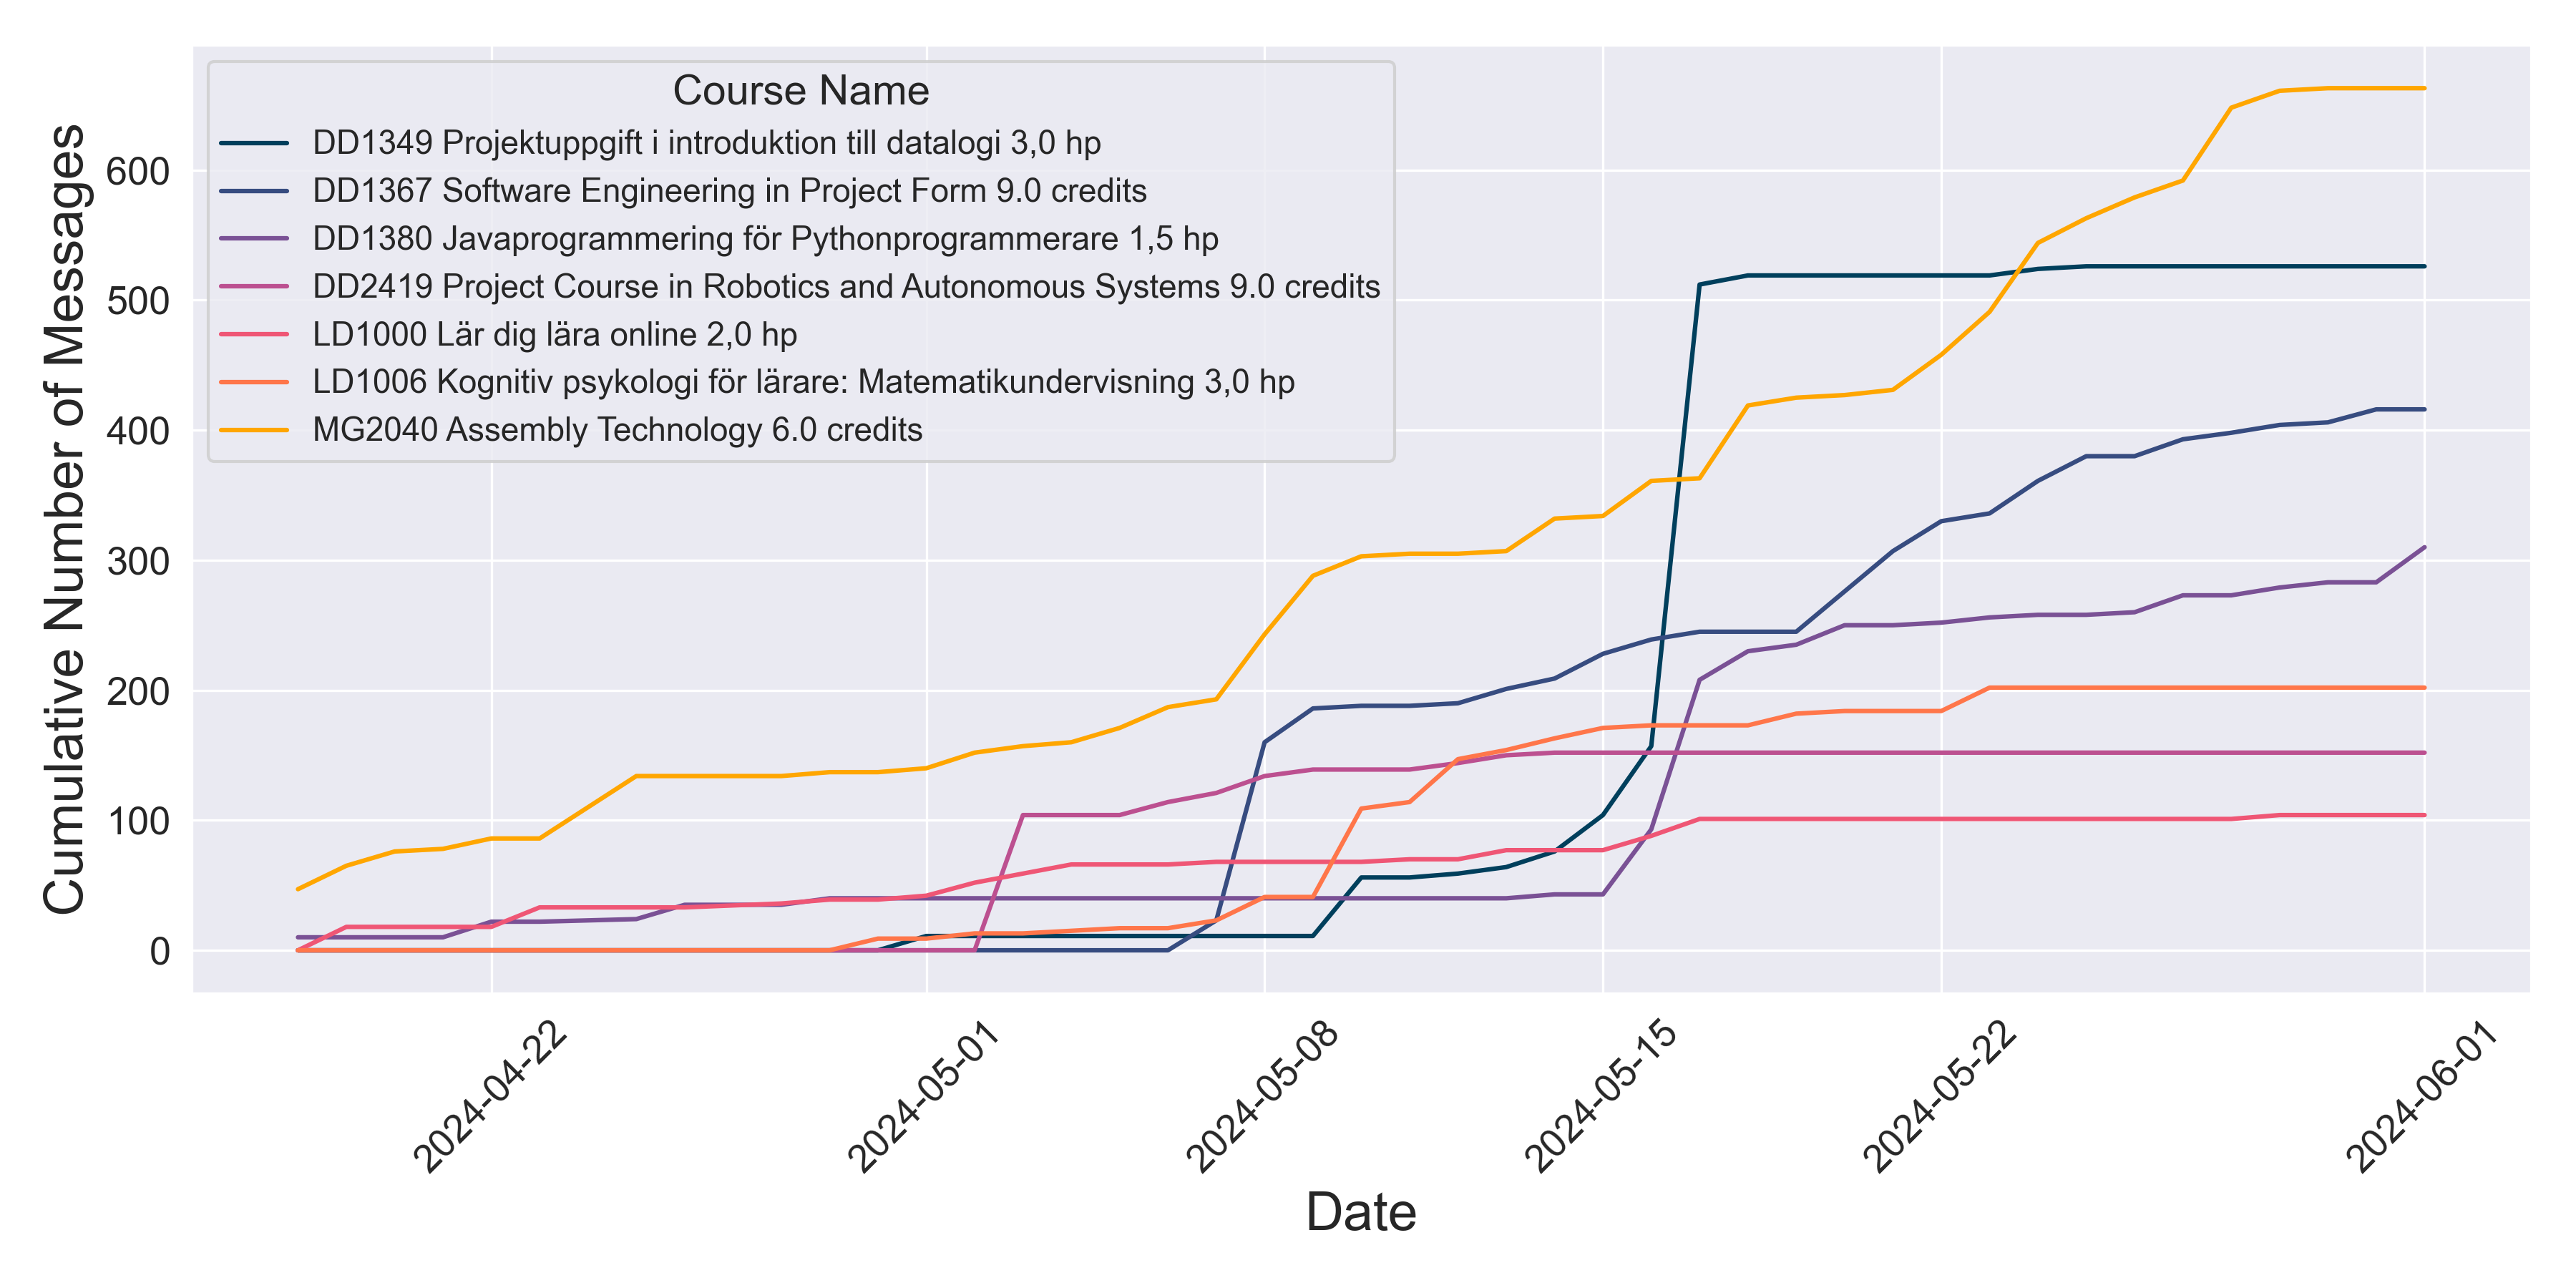 Course Name
DD1349 Projektuppgift i introduktion till datalogi 3,0 hp
DD1367 Software Engineering in Project Form 9.0 credits
DD1380 Javaprogrammering för Pythonprogrammerare 1,5 hp
DD2419 Project Course in Robotics and Autonomous Systems 9.0 credits
LD1000 Lär dig lära online 2,0 hp
LD1006 Kognitiv psykologi för lärare: Matematikundervisning 3,0 hp
MG2040 Assembly Technology 6.0 credits
Cumulative Number of Messages
600
500
400
300
200
100
0
2024-04-22
2024-05-01
2024-05-08
2024-05-15
2024-05-22
2024-06-01
Date